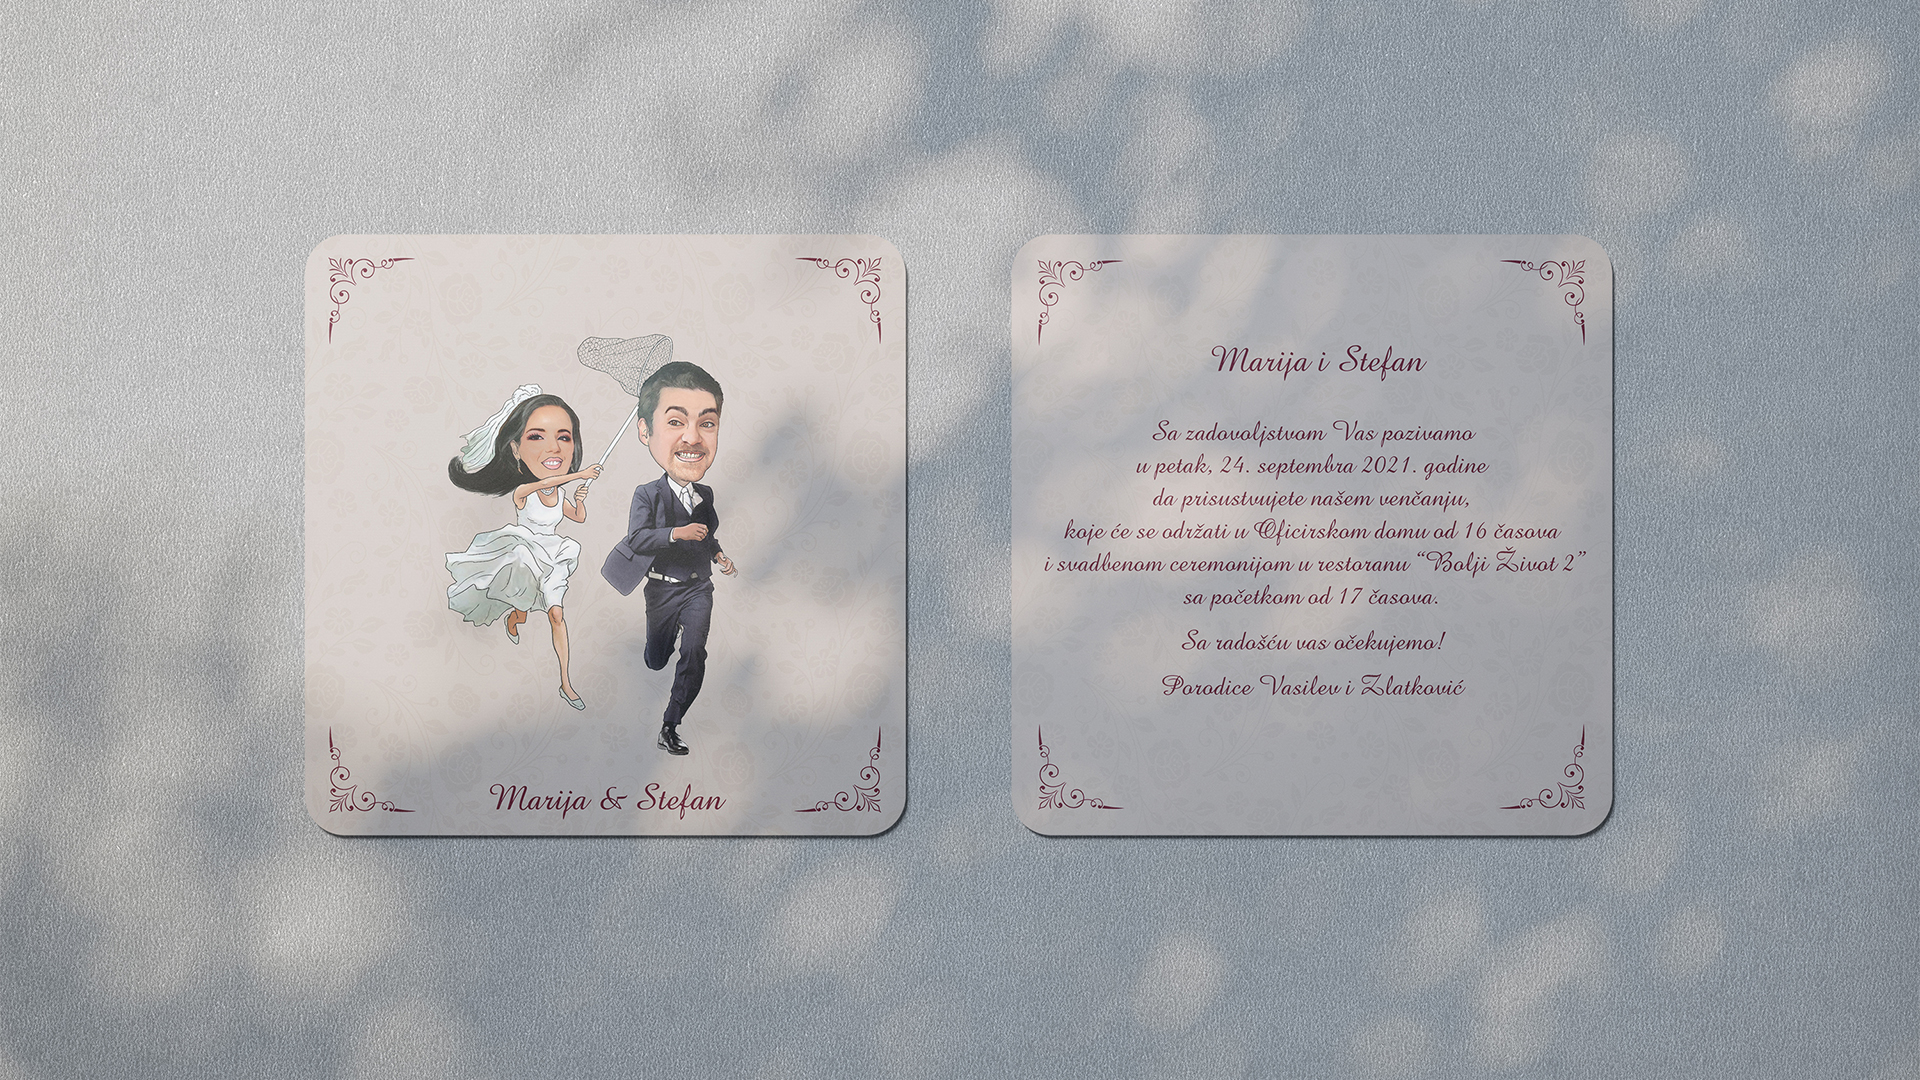 Marija & Stefan
Marija i Stefan
Sa zadovoljstvom Vas pozivamo
u petak, 24. septembra 2021. godine
da prisustvujete našem venčanju,
koje će se održati u Oficirskom domu od 16 časova
i svadbenom ceremonijom u restoranu “Bolji Život 2”
sa početkom od 17 časova.
Sa radošću vas očekujemo!
Porodice Vasilev i Zlatković